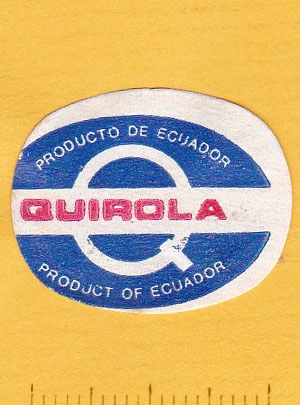 PRODUCTO DE ECUADOR
QUIROLA
PRODUCT OF ECUADOR